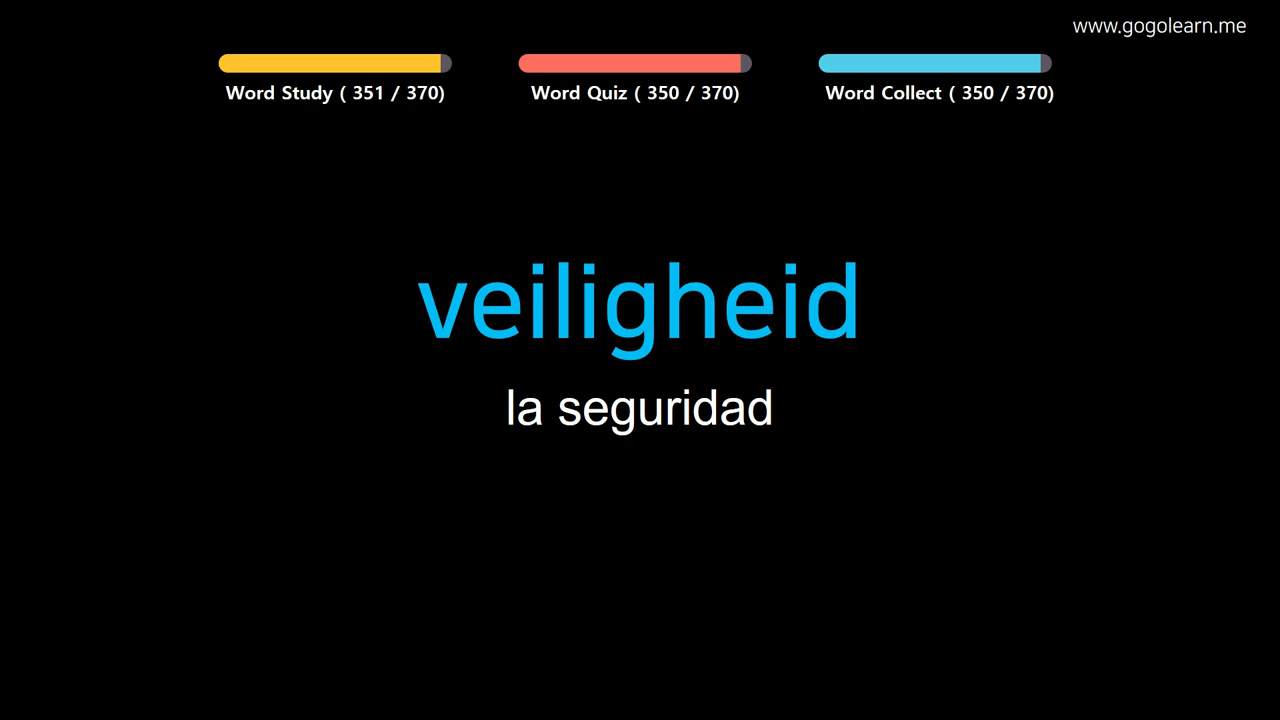 www.gogolearn.me
Word Study ( 351 / 370)
Word Quiz ( 350 / 370)
Word Collect ( 350 / 370)
veiligheid
la seguridad